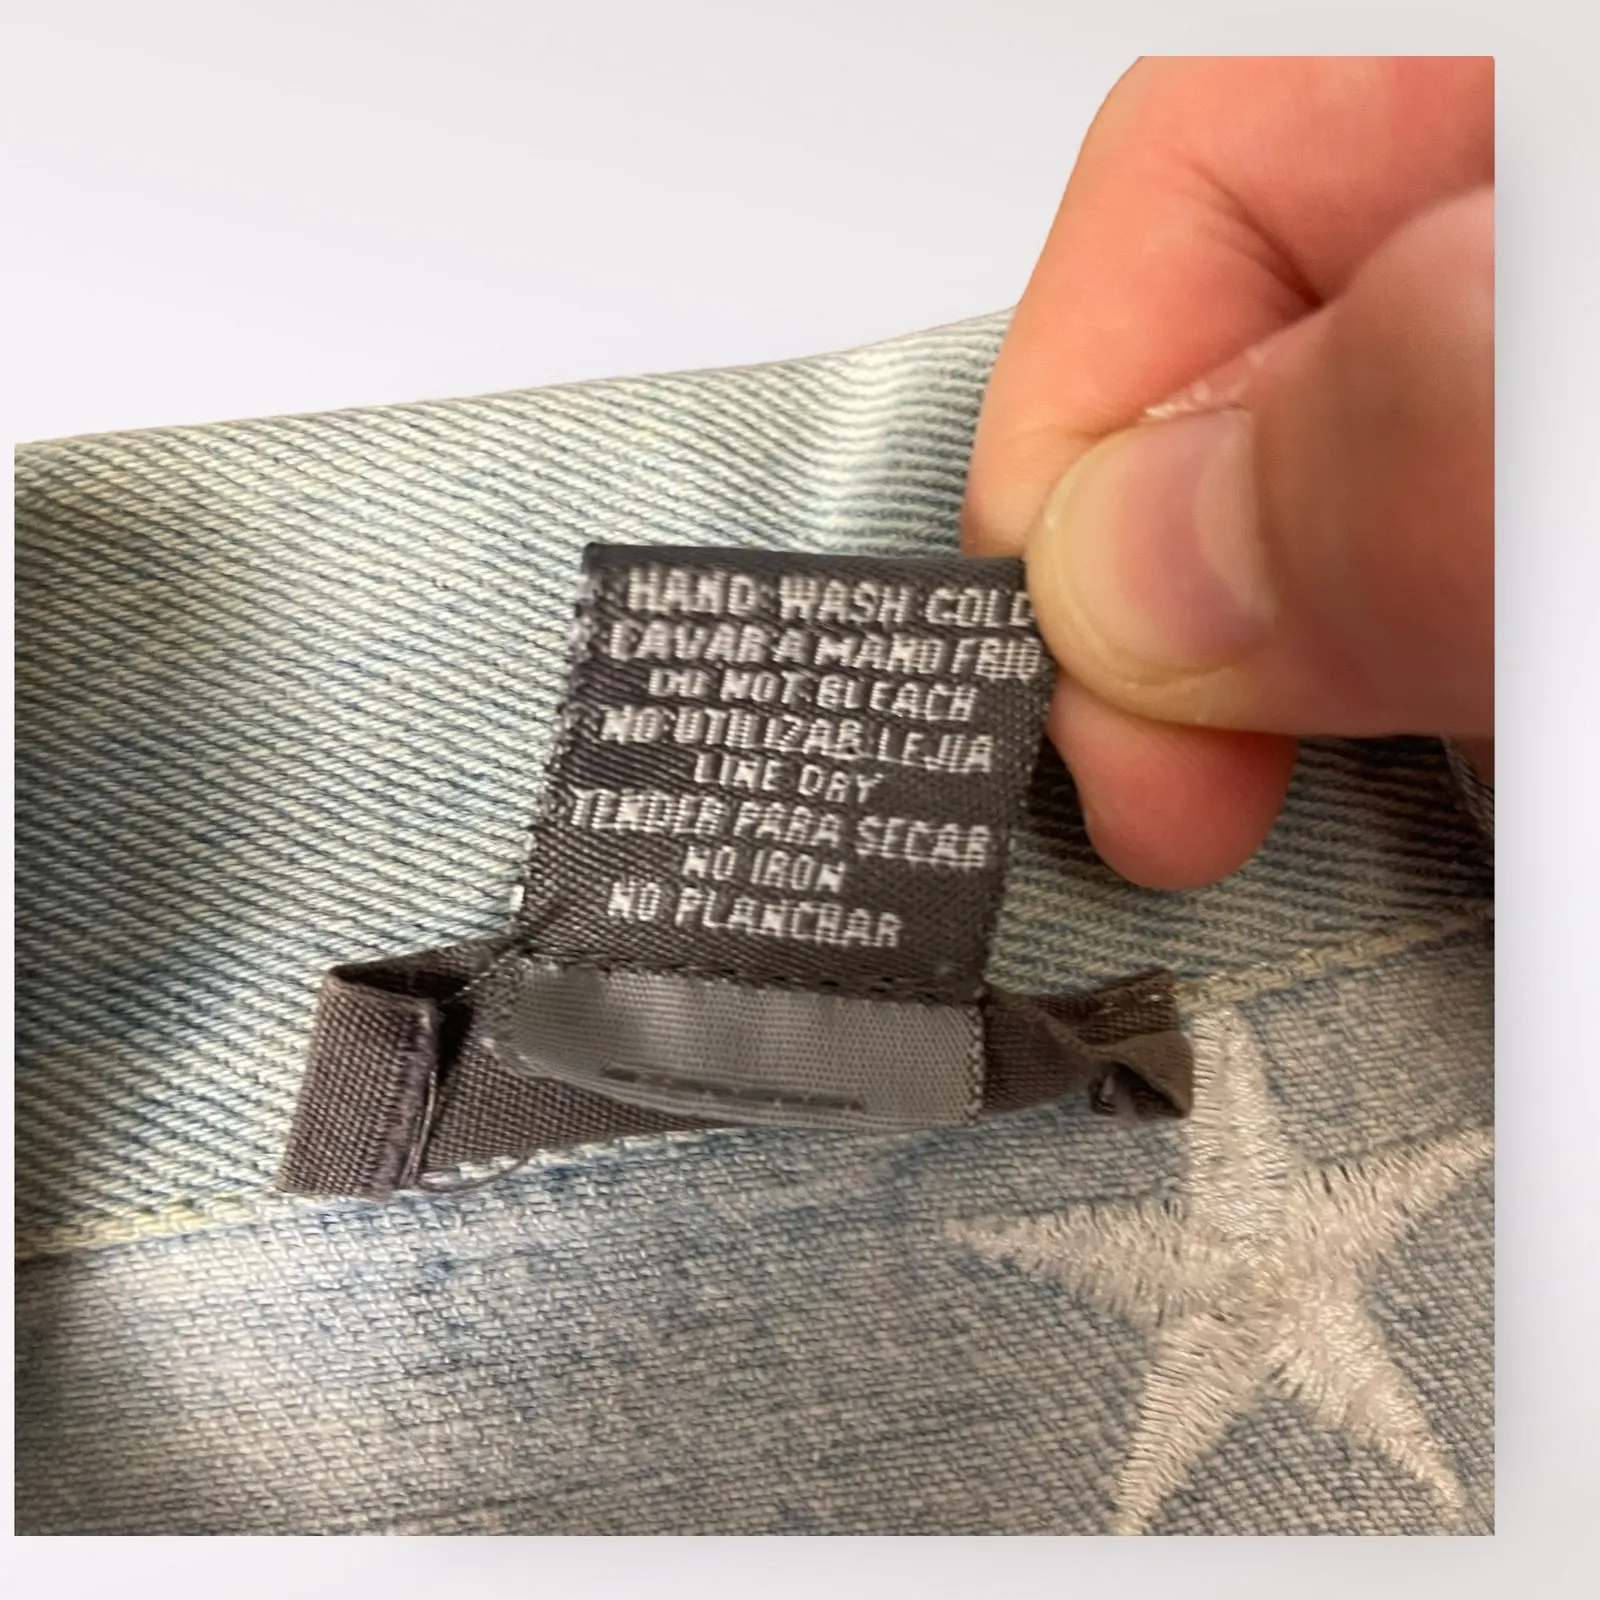 HAND WASH COLD
LAVAR A MANO FRIO
DO NOT BLEACH
NO UTILIZAR LEJIA
LINE DRY
TENDER PARA SECAR
NO IRON
NO PLANCHAR